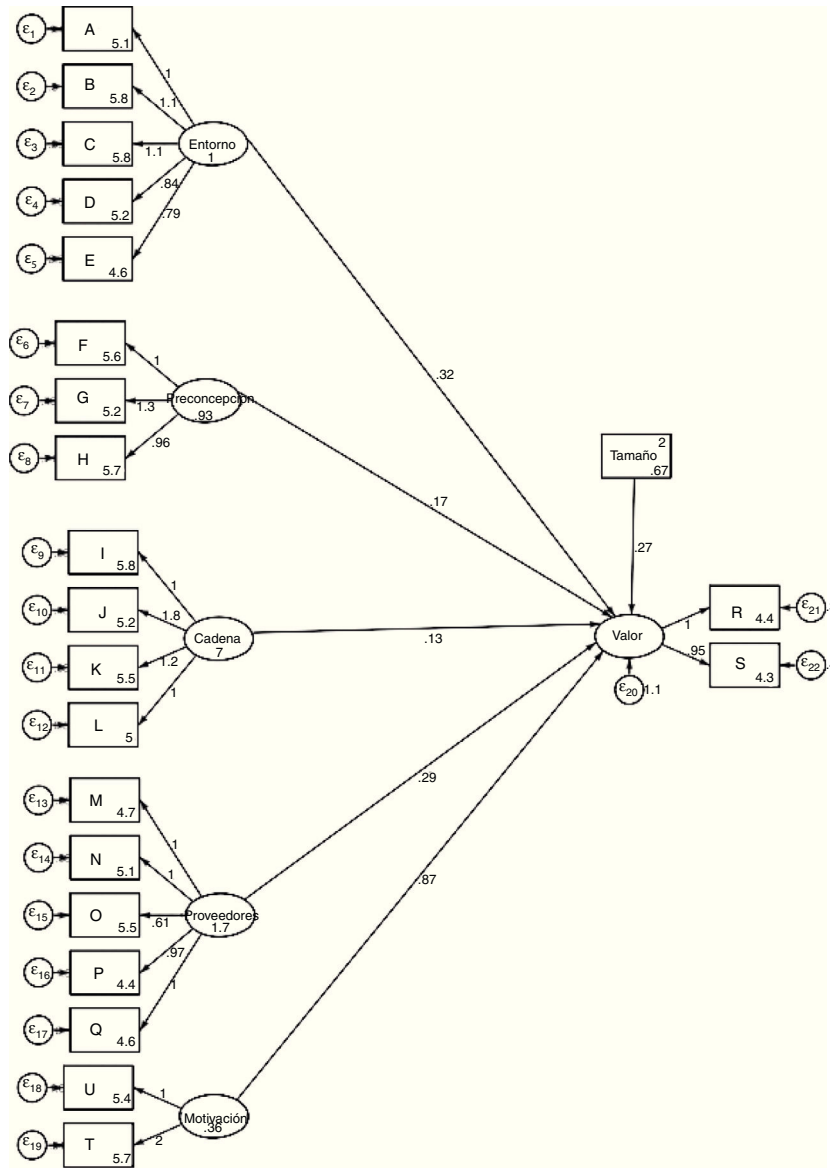 ε1
A
5.1
1
ε2
B
5.8
1.1
ε3
C
5.8
1.1
Entorno
1
ε4
D
5.2
.84
ε5
E
4.6
.79
.32
ε6
F
5.6
1
ε7
G
5.2
1.3
Preconcepción
.93
ε8
H
5.7
.96
.17
Tamaño
2
.67
.27
ε9
I
5.8
1
ε10
J
5.2
1.8
ε11
K
5.5
1.2
Cadena
7
ε12
L
5
1
.13
Valor
ε20
1.1
1
R
4.4
ε21
.95
S
4.3
ε22
ε13
M
4.7
1
ε14
N
5.1
1
ε15
O
5.5
.61
Proveedores
1.7
ε16
P
4.4
.97
ε17
Q
4.6
1
.29
ε18
U
5.4
1
Motivación
.36
ε19
T
5.7
2
.87